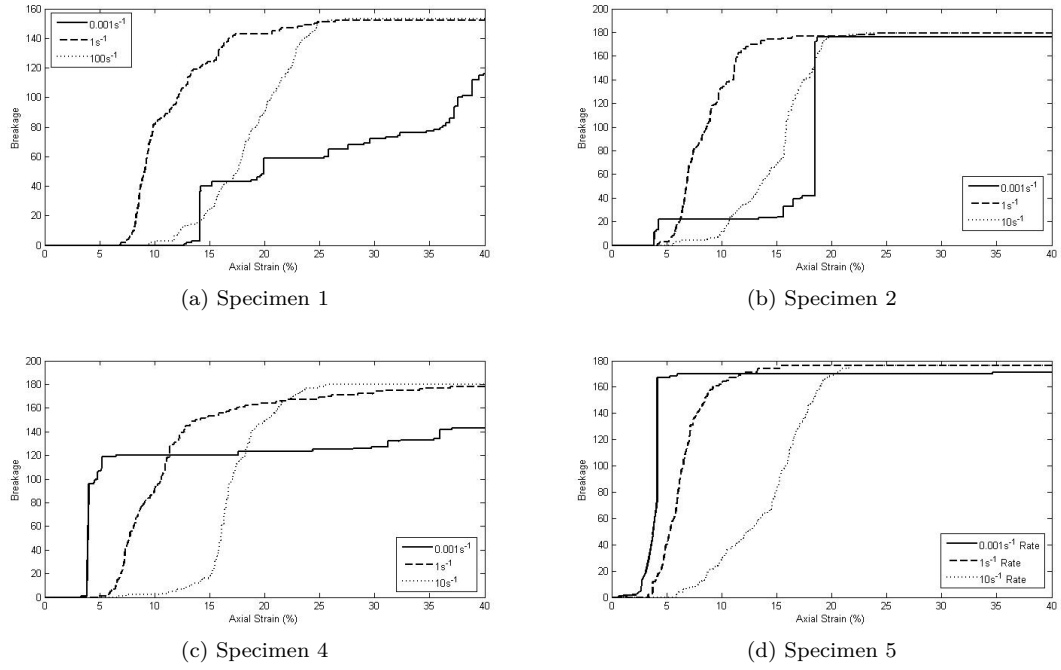 160
140
120
100
80
60
40
20
0
Breakage
0 5 10 15 20 25 30 35 40
Axial Strain (%)
0.001s⁻¹
1s⁻¹
100s⁻¹
(a) Specimen 1
200
180
160
140
120
100
80
60
40
20
0
Breakage
0 5 10 15 20 25 30 35 40
Axial Strain (%)
0.001s⁻¹
1s⁻¹
10s⁻¹
(b) Specimen 2
200
180
160
140
120
100
80
60
40
20
0
Breakage
0 5 10 15 20 25 30 35 40
Axial Strain (%)
0.001s⁻¹
1s⁻¹
10s⁻¹
(c) Specimen 4
180
160
140
120
100
80
60
40
20
0
Breakage
0 5 10 15 20 25 30 35 40
Axial Strain (%)
0.001s⁻¹ Rate
1s⁻¹ Rate
10s⁻¹ Rate
(d) Specimen 5